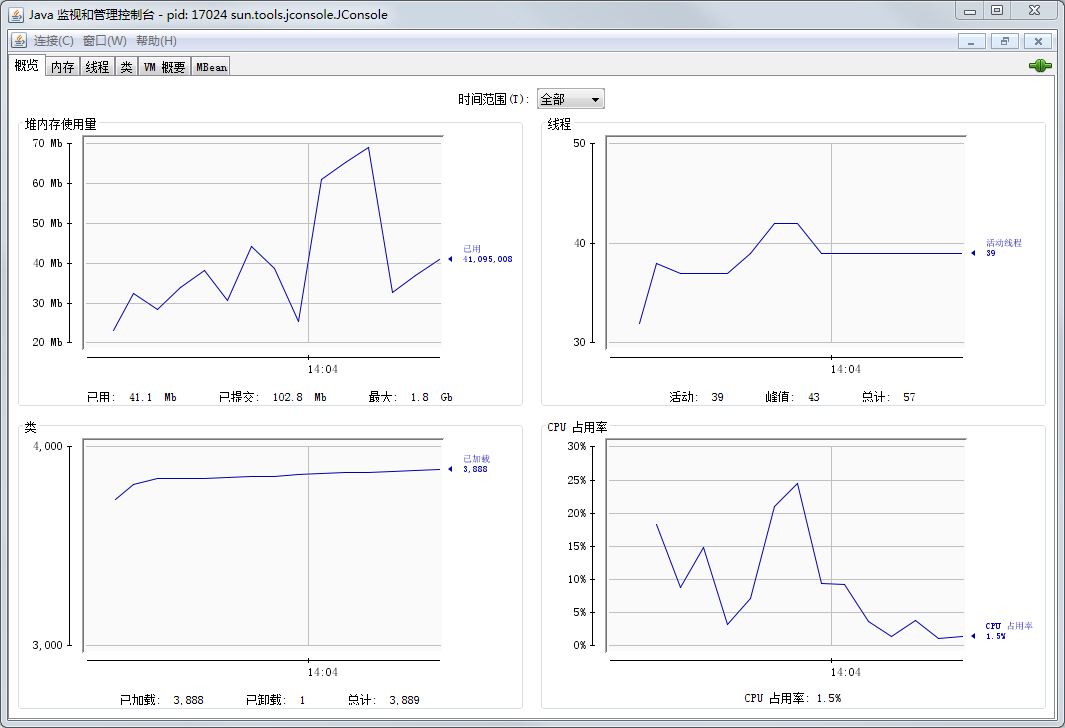 Java 监视和管理控制台 - pid: 17024 sun.tools.jconsole.JConsole
连接(C) 窗口(W) 帮助(H)
概览 内存 线程 类 VM 概要 MBean
时间范围(T): 全部
堆内存使用量
70 Mb
60 Mb
50 Mb
40 Mb
30 Mb
20 Mb
已用
41,095,008
14:04
已用: 41.1 Mb 已提交: 102.8 Mb 最大: 1.8 Gb
线程
50
40
30
活动线程
39
14:04
活动: 39 峰值: 43 总计: 57
类
4,000
3,000
已加载
3,888
14:04
已加载: 3,888 已卸载: 1 总计: 3,889
CPU 占用率
30%
25%
20%
15%
10%
5%
0%
CPU 占用率
1.5%
14:04
CPU 占用率: 1.5%